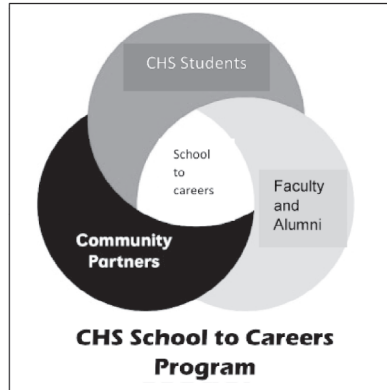 CHS Students
School
to
careers
Faculty
and
Alumni
Community
Partners
CHS School to Careers
Program